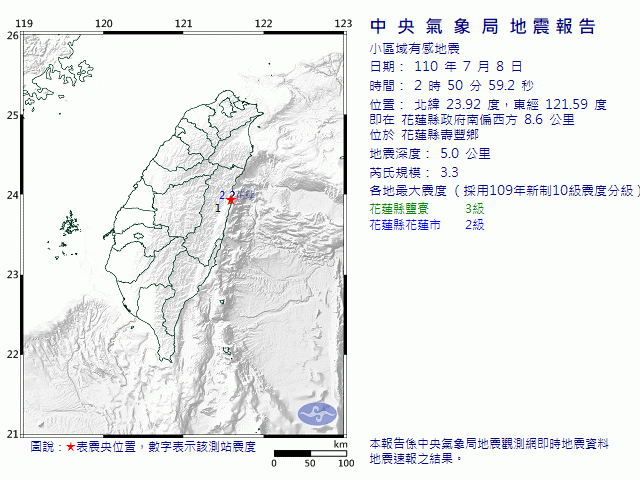 119 120 121 122 123
26
25
24
23
22
21
2 2
1
中央氣象局地震報告
小區域有感地震
日期： 110 年 7 月 8 日
時間： 2 時 50 分 59.2 秒
位置： 北緯 23.92 度，東經 121.59 度
即在 花蓮縣政府南偏西方 8.6 公里
位於 花蓮縣壽豐鄉
地震深度： 5.0 公里
芮氏規模： 3.3
各地最大震度（採用109年新制10級震度分級）
花蓮縣鹽寮 3級
花蓮縣花蓮市 2級
圖說：★表震央位置，數字表示該測站震度
km
0 50 100
本報告係中央氣象局地震觀測網即時地震資料
地震速報之結果。